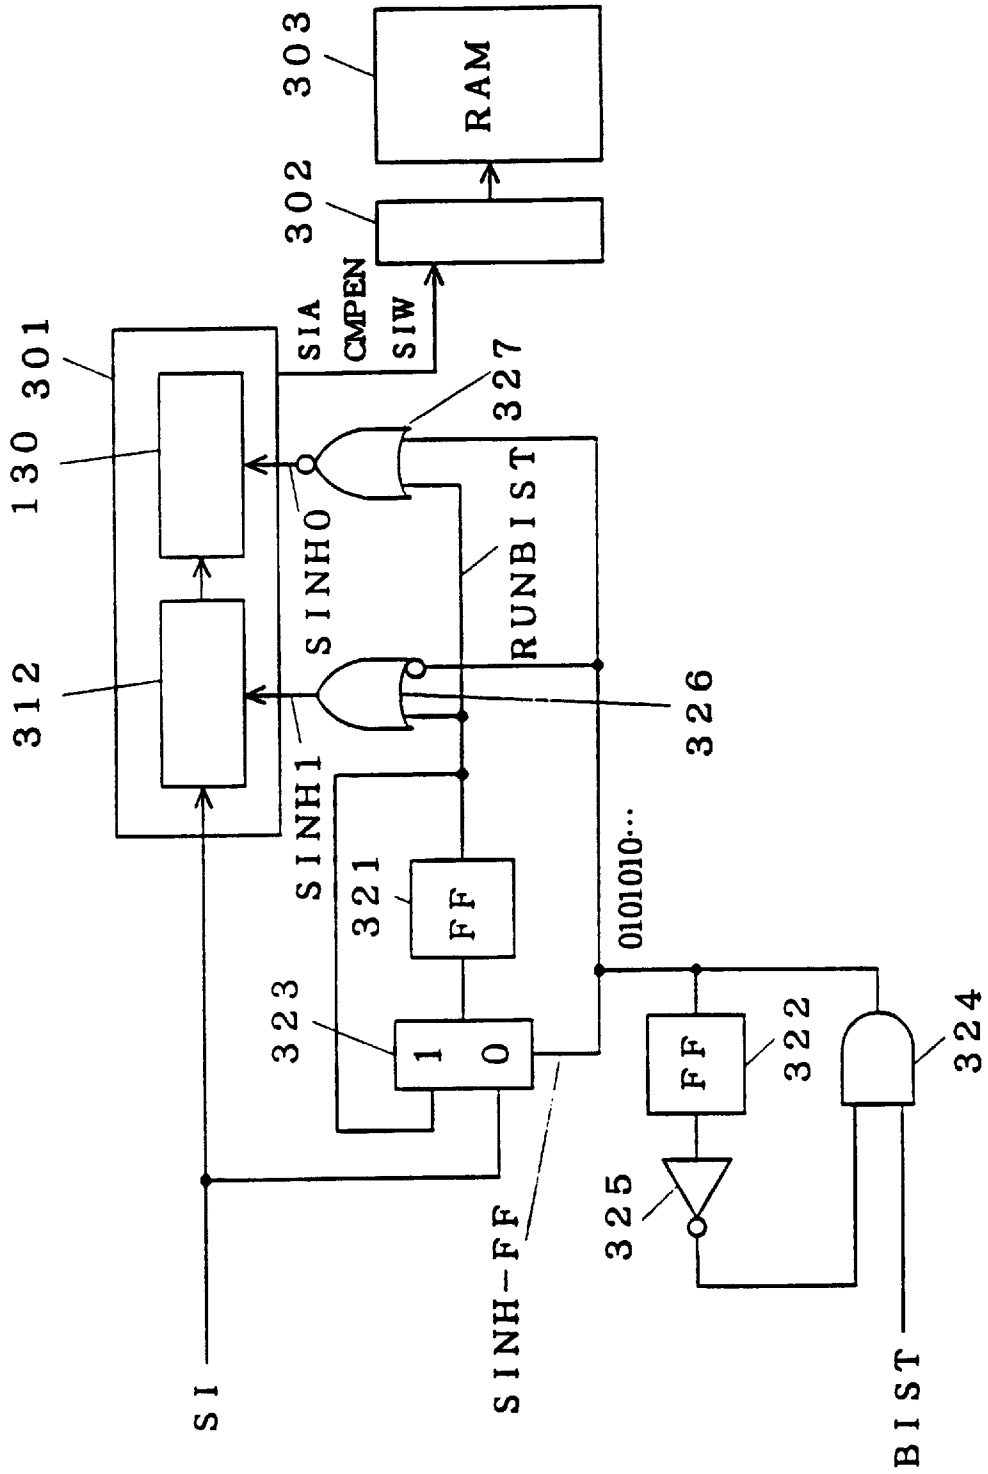 303
RAM
302
301
SIA
CMPEN
SIW
130
327
SINH0
RUNBIST
312
326
SINH1
321
FF
0101010...
323
1
0
322
FF
324
325
SINH-FF
SI
BIST